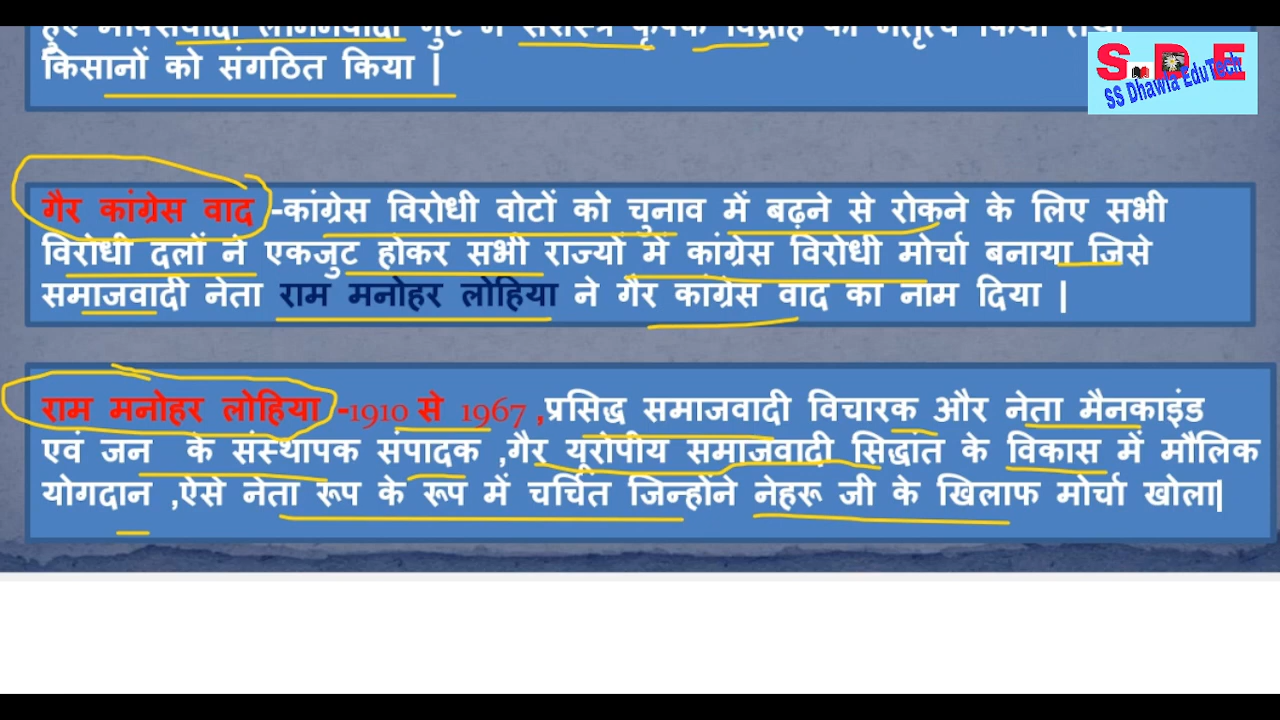 किसानों को संगठित किया |
S D E
SS Dhawla EduTech
गैर कांग्रेस वाद -कांग्रेस विरोधी वोटों को चुनाव में बढ़ने से रोकने के लिए सभी
विरोधी दलों ने एकजुट होकर सभी राज्यों में कांग्रेस विरोधी मोर्चा बनाया जिसे
समाजवादी नेता राम मनोहर लोहिया ने गैर कांग्रेस वाद का नाम दिया |
राम मनोहर लोहिया -1910 से 1967 ,प्रसिद्ध समाजवादी विचारक और नेता मैनकाइंड
एवं जन के संस्थापक संपादक ,गैर यूरोपीय समाजवादी सिद्धांत के विकास में मौलिक
योगदान ,ऐसे नेता रूप के रूप में चर्चित जिन्होंने नेहरू जी के खिलाफ मोर्चा खोला|